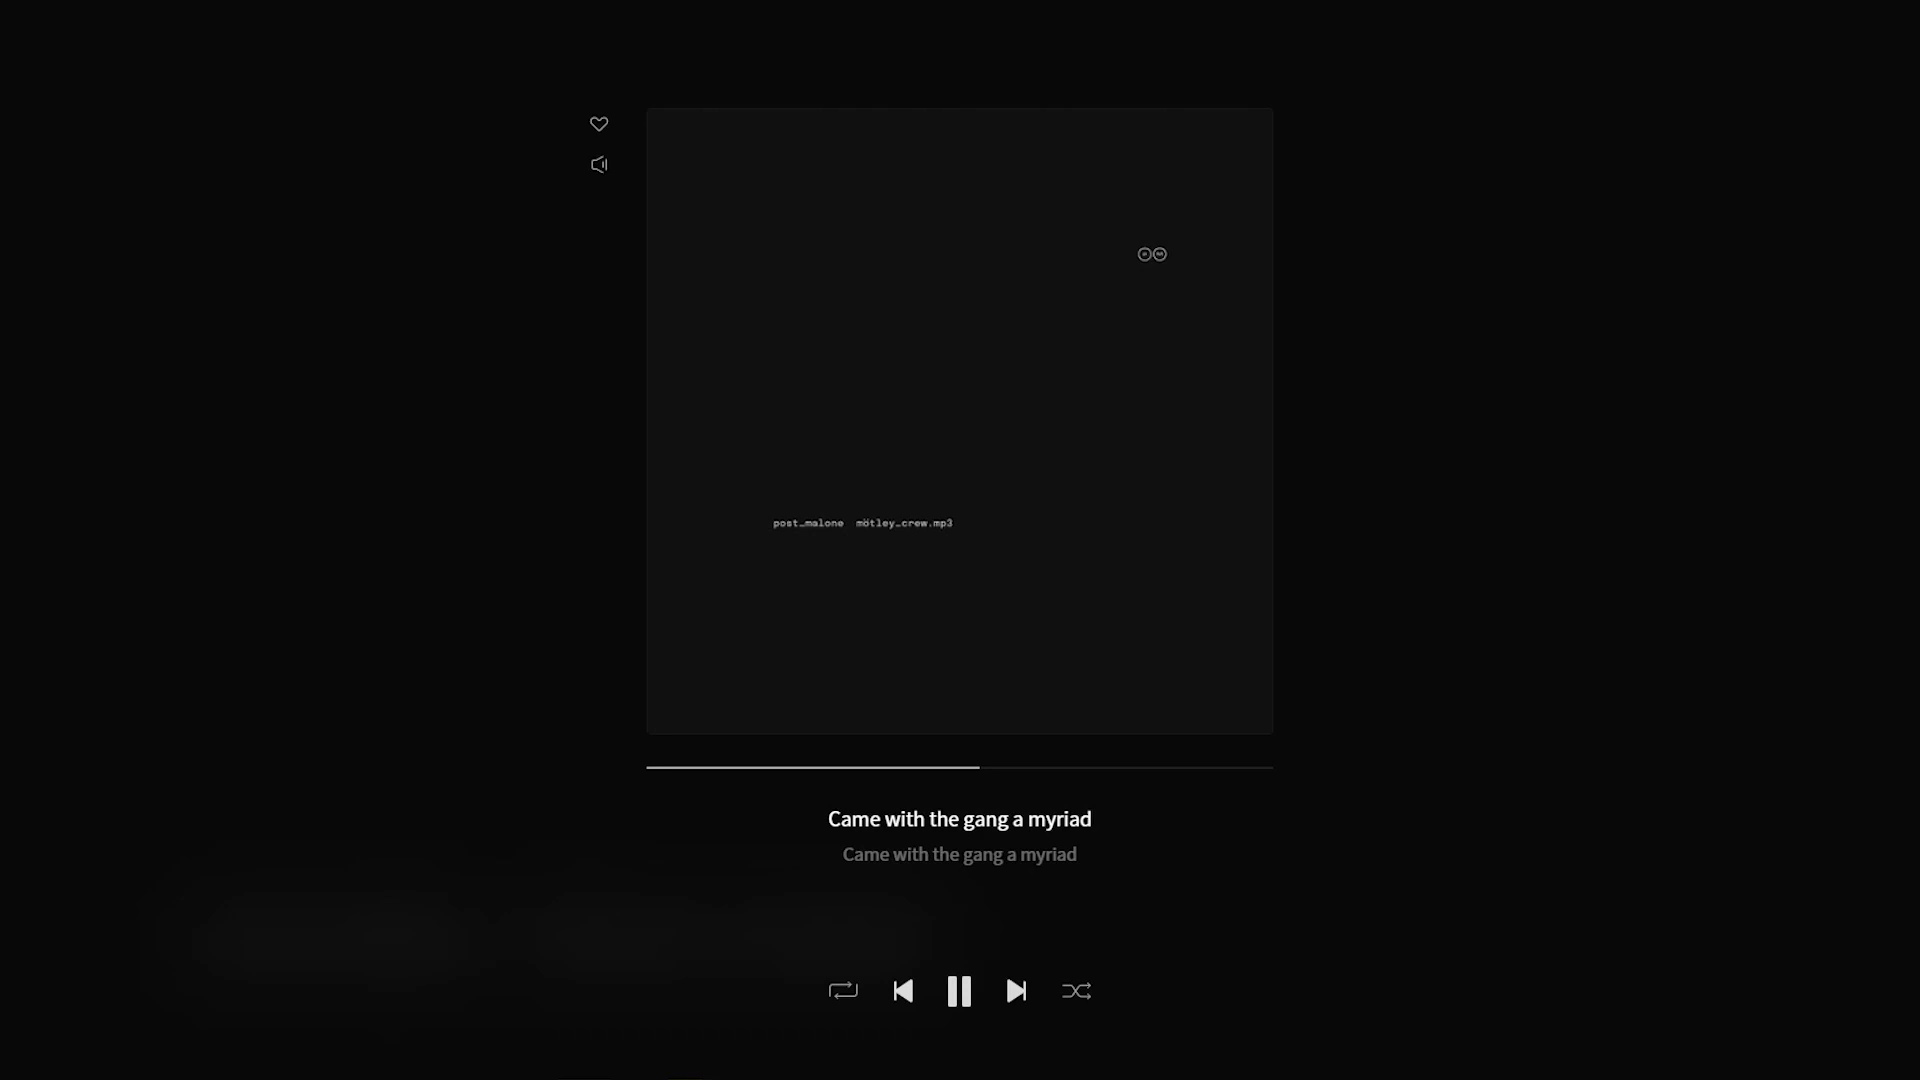 post_malone mötley_crew.mp3
Came with the gang a myriad
Came with the gang a myriad